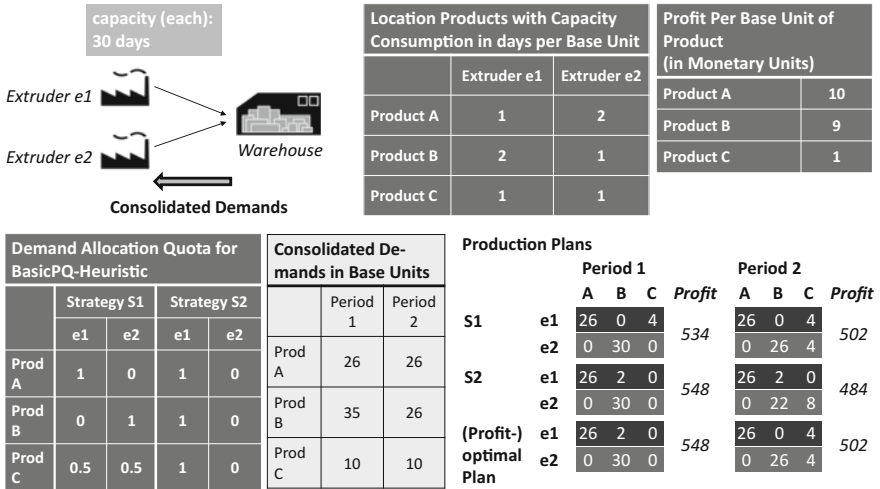 capacity (each):
30 days
Extruder e1
Extruder e2
Warehouse
Consolidated Demands
Location Products with Capacity
Consumption in days per Base Unit
Extruder e1 Extruder e2
Product A 1 2
Product B 2 1
Product C 1 1
Profit Per Base Unit of
Product
(in Monetary Units)
Product A 10
Product B 9
Product C 1
Demand Allocation Quota for
BasicPQ-Heuristic
Strategy S1 Strategy S2
e1 e2 e1 e2
Prod
A 1 0 1 0
Prod
B 0 1 1 0
Prod
C 0.5 0.5 1 0
Consolidated De-
mands in Base Units
Period
1 Period
2
Prod
A 26 26
Prod
B 35 26
Prod
C 10 10
Production Plans
Period 1 Period 2
A B C Profit A B C Profit
S1 e1 26 0 4 534 26 0 4 502
e2 0 30 0 0 26 4
S2 e1 26 2 0 548 26 2 0 484
e2 0 30 0 0 22 8
(Profit-)
optimal
Plan
e1 26 2 0 548 26 0 4 502
e2 0 30 0 0 26 4